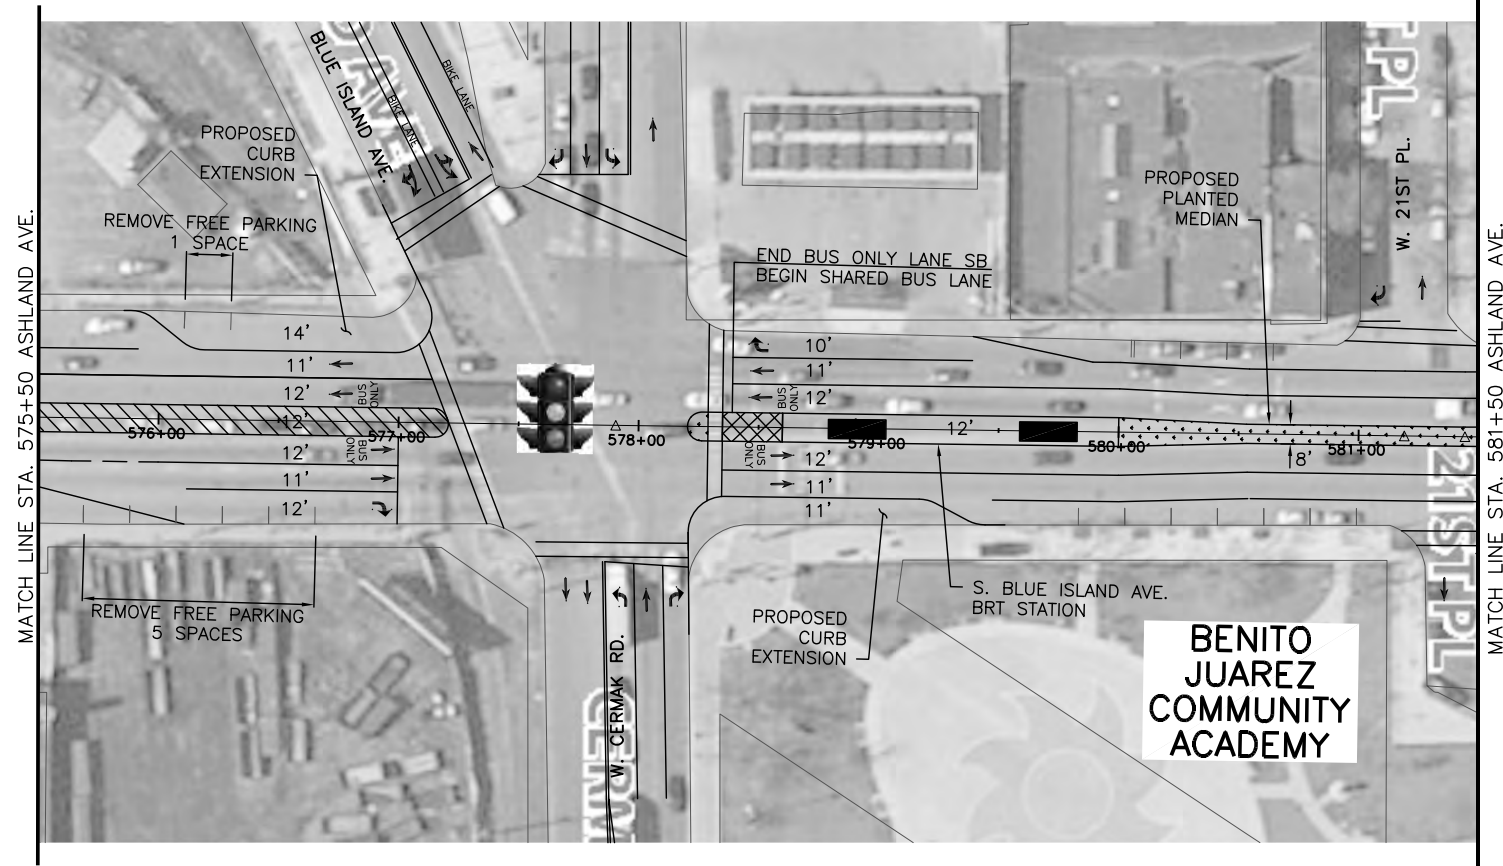 MATCH LINE STA. 575+50 ASHLAND AVE.
BLUE ISLAND AVE.
BIKE LANE
BIKE LANE
PROPOSED
CURB
EXTENSION
REMOVE FREE PARKING
1 SPACE
14'
11'
12'
BUS
ONLY
12'
576+00
577+00
12'
BUS
ONLY
11'
12'
REMOVE FREE PARKING
5 SPACES
578+00
END BUS ONLY LANE SB
BEGIN SHARED BUS LANE
10'
11'
12'
BUS
ONLY
12'
579+00
580+00
581+00
8'
12'
BUS
ONLY
11'
11'
PROPOSED
PLANTED
MEDIAN
W. 21ST PL.
ST PL
21ST PL
S. BLUE ISLAND AVE.
BRT STATION
PROPOSED
CURB
EXTENSION
W. CERMAK RD.
CERM
BENITO
JUAREZ
COMMUNITY
ACADEMY
MATCH LINE STA. 581+50 ASHLAND AVE.